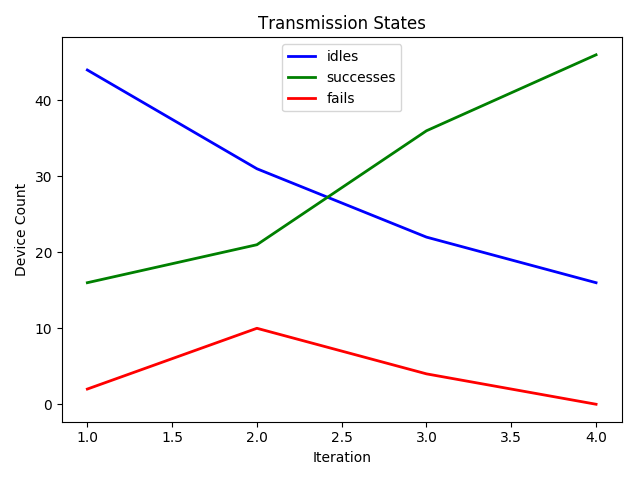 Transmission States
idles
successes
fails
Device Count
40
30
20
10
0
1.0 1.5 2.0 2.5 3.0 3.5 4.0
Iteration